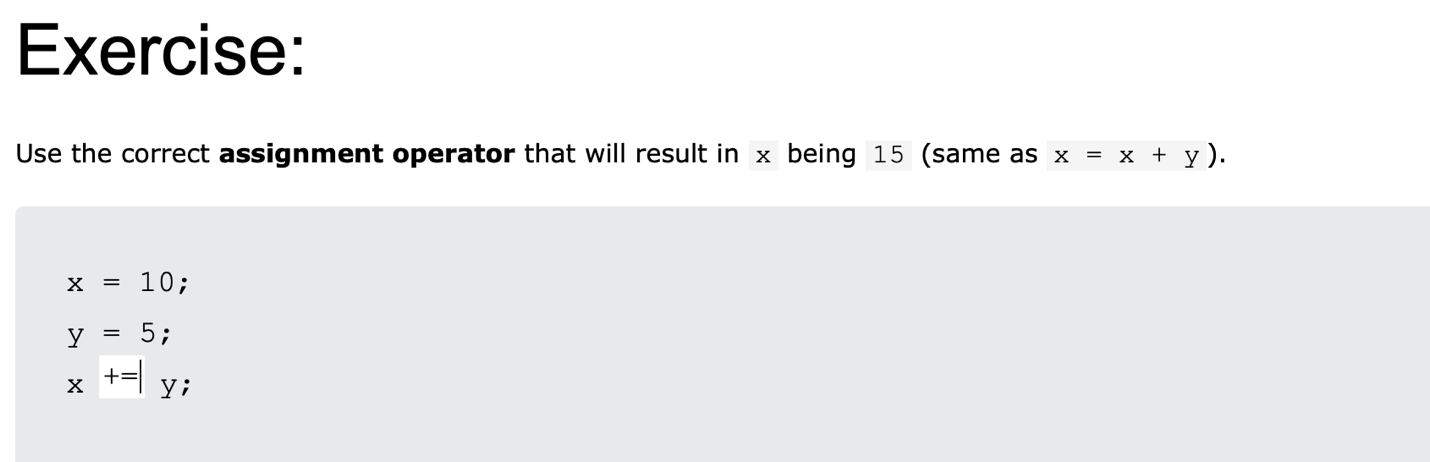 Exercise:
Use the correct assignment operator that will result in x being 15 (same as x = x + y).
x = 10;
y = 5;
x += y;